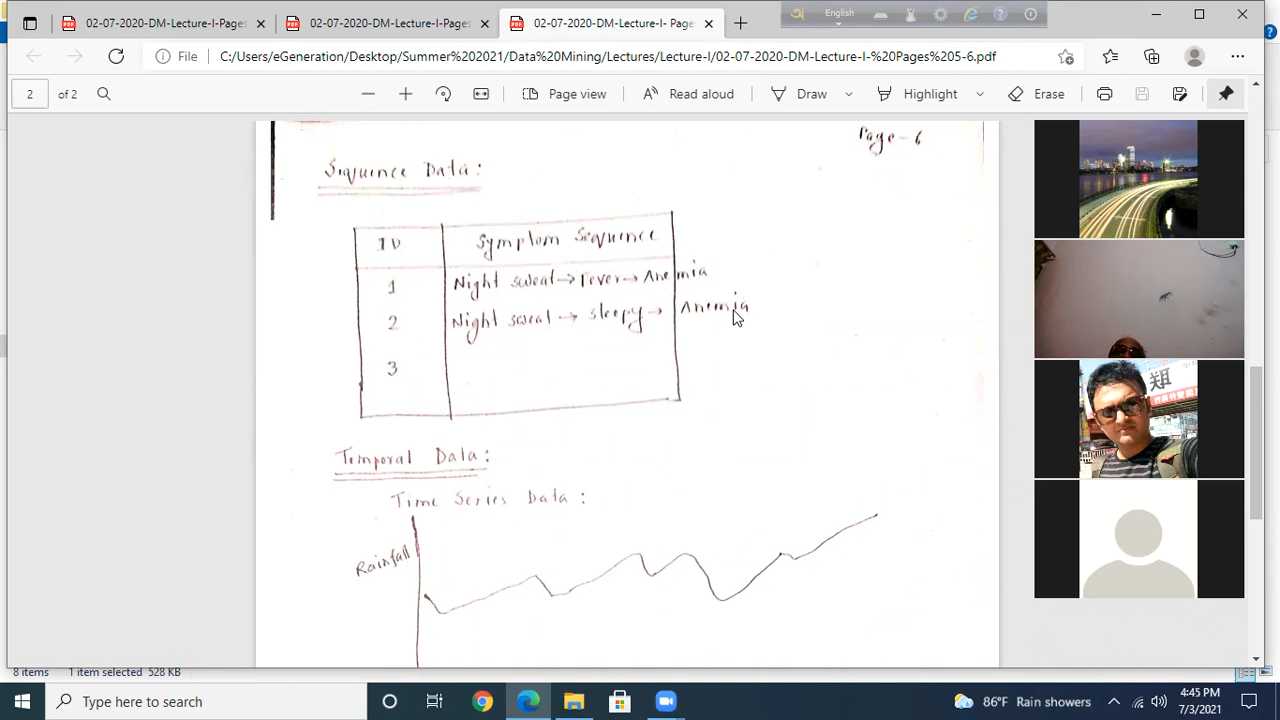 02-07-2020-DM-Lecture-I-Pages
02-07-2020-DM-Lecture-I-Pages
02-07-2020-DM-Lecture-I- Page
English
File
C:/Users/eGeneration/Desktop/Summer%202021/Data%20Mining/Lectures/Lecture-I/02-07-2020-DM-Lecture-I-%20Pages%205-6.pdf
2 of 2
Page view
Read aloud
Draw
Highlight
Erase
Page-6
Sequence Data:
ID Symptom Sequence
1 Night sweat→Fever→Anemia
2 Night sweat → sleepy → Anemia
3
Temporal Data:
Time Series Data:
Rainfall
郑
8 items 1 item selected 528 KB
Type here to search
86°F Rain showers
4:45 PM
7/3/2021